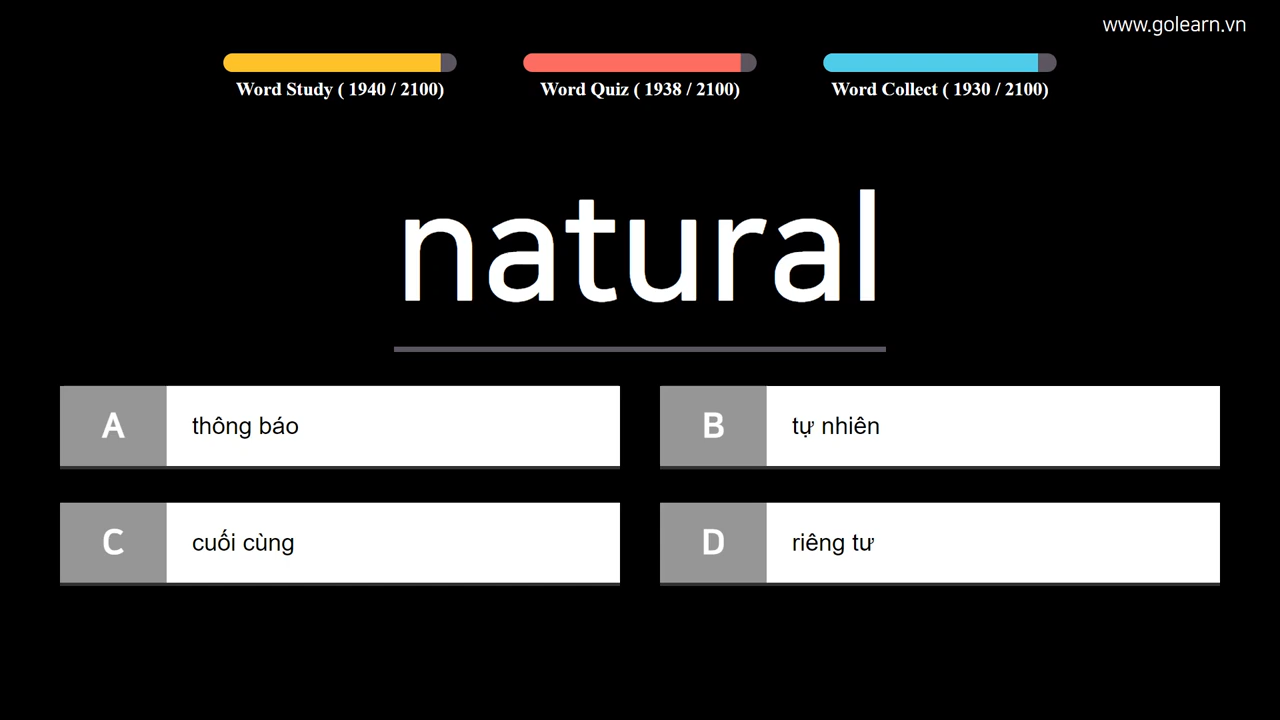 www.golearn.vn
Word Study ( 1940 / 2100)
Word Quiz ( 1938 / 2100)
Word Collect ( 1930 / 2100)
natural
A thông báo
B tự nhiên
C cuối cùng
D riêng tư